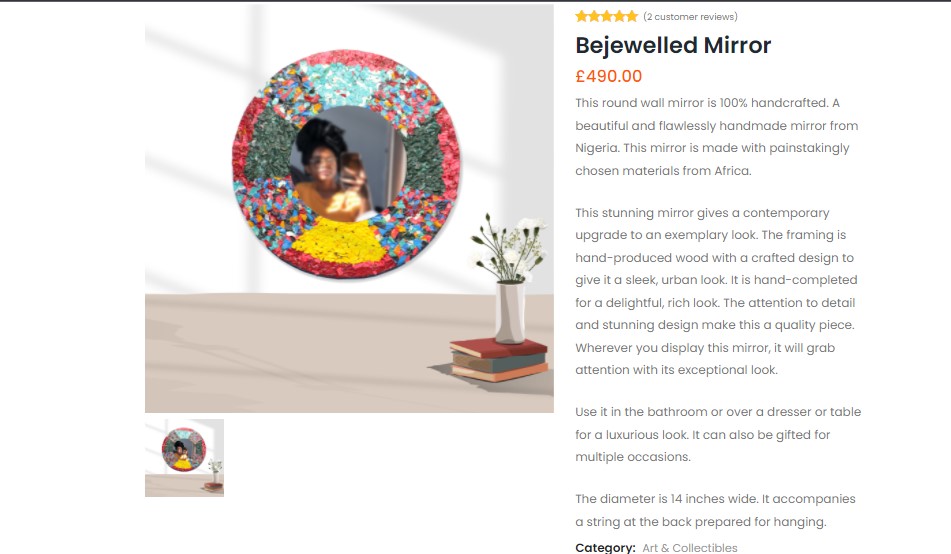 (2 customer reviews)
Bejewelled Mirror
£490.00
This round wall mirror is 100% handcrafted. A
beautiful and flawlessly handmade mirror from
Nigeria. This mirror is made with painstakingly
chosen materials from Africa.
This stunning mirror gives a contemporary
upgrade to an exemplary look. The framing is
hand-produced wood with a crafted design to
give it a sleek, urban look. It is hand-completed
for a delightful, rich look. The attention to detail
and stunning design make this a quality piece.
Wherever you display this mirror, it will grab
attention with its exceptional look.
Use it in the bathroom or over a dresser or table
for a luxurious look. It can also be gifted for
multiple occasions.
The diameter is 14 inches wide. It accompanies
a string at the back prepared for hanging.
Category: Art & Collectibles